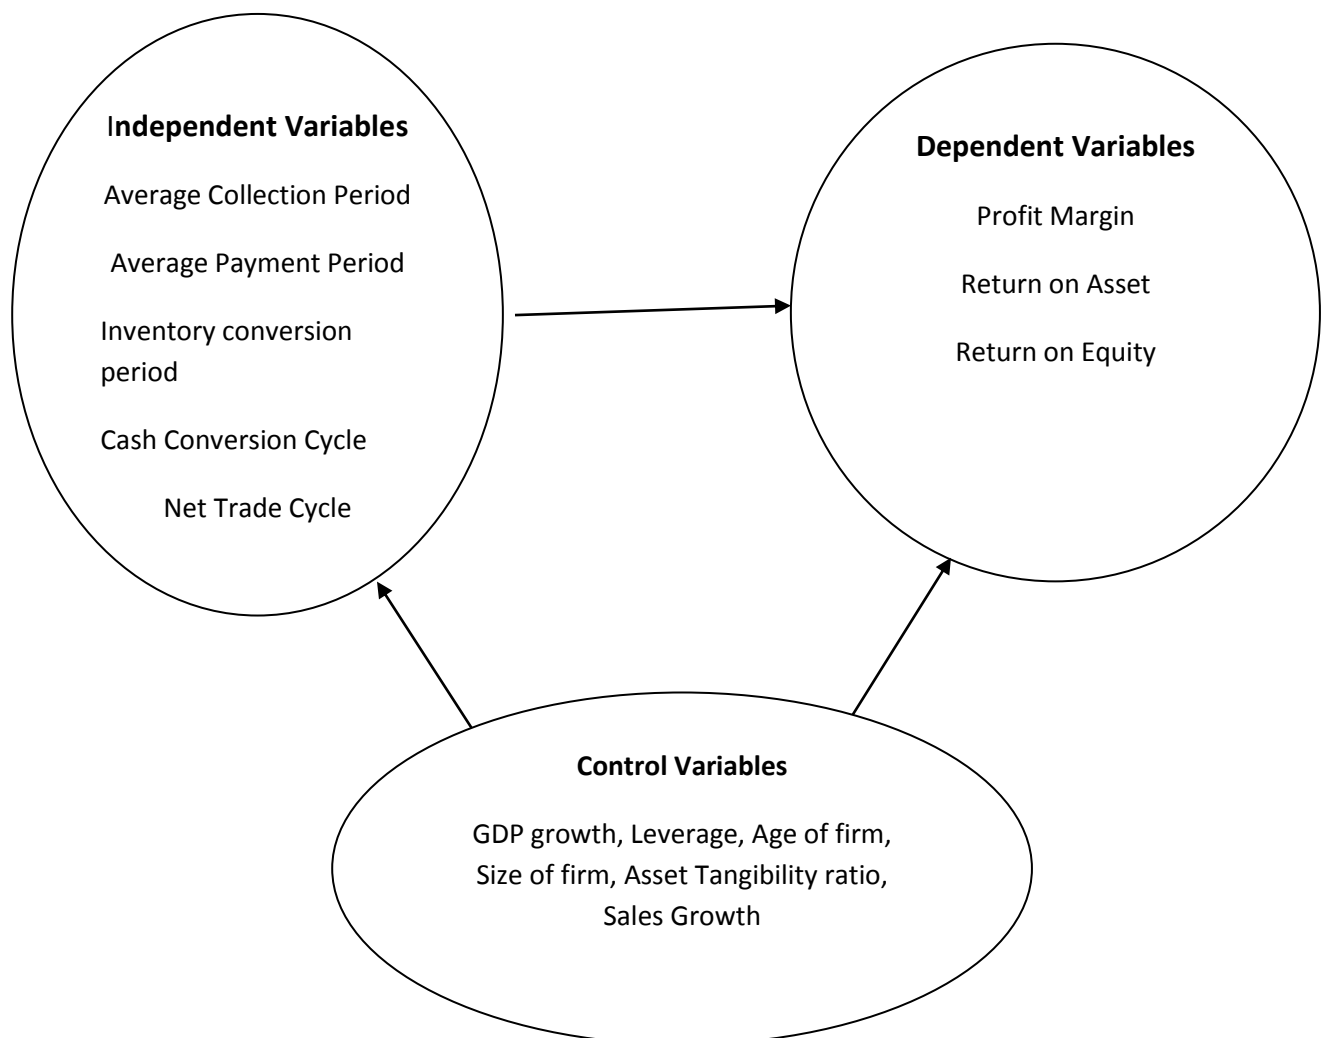 Independent Variables
Average Collection Period
Average Payment Period
Inventory conversion
period
Cash Conversion Cycle
Net Trade Cycle
Dependent Variables
Profit Margin
Return on Asset
Return on Equity
Control Variables
GDP growth, Leverage, Age of firm,
Size of firm, Asset Tangibility ratio,
Sales Growth